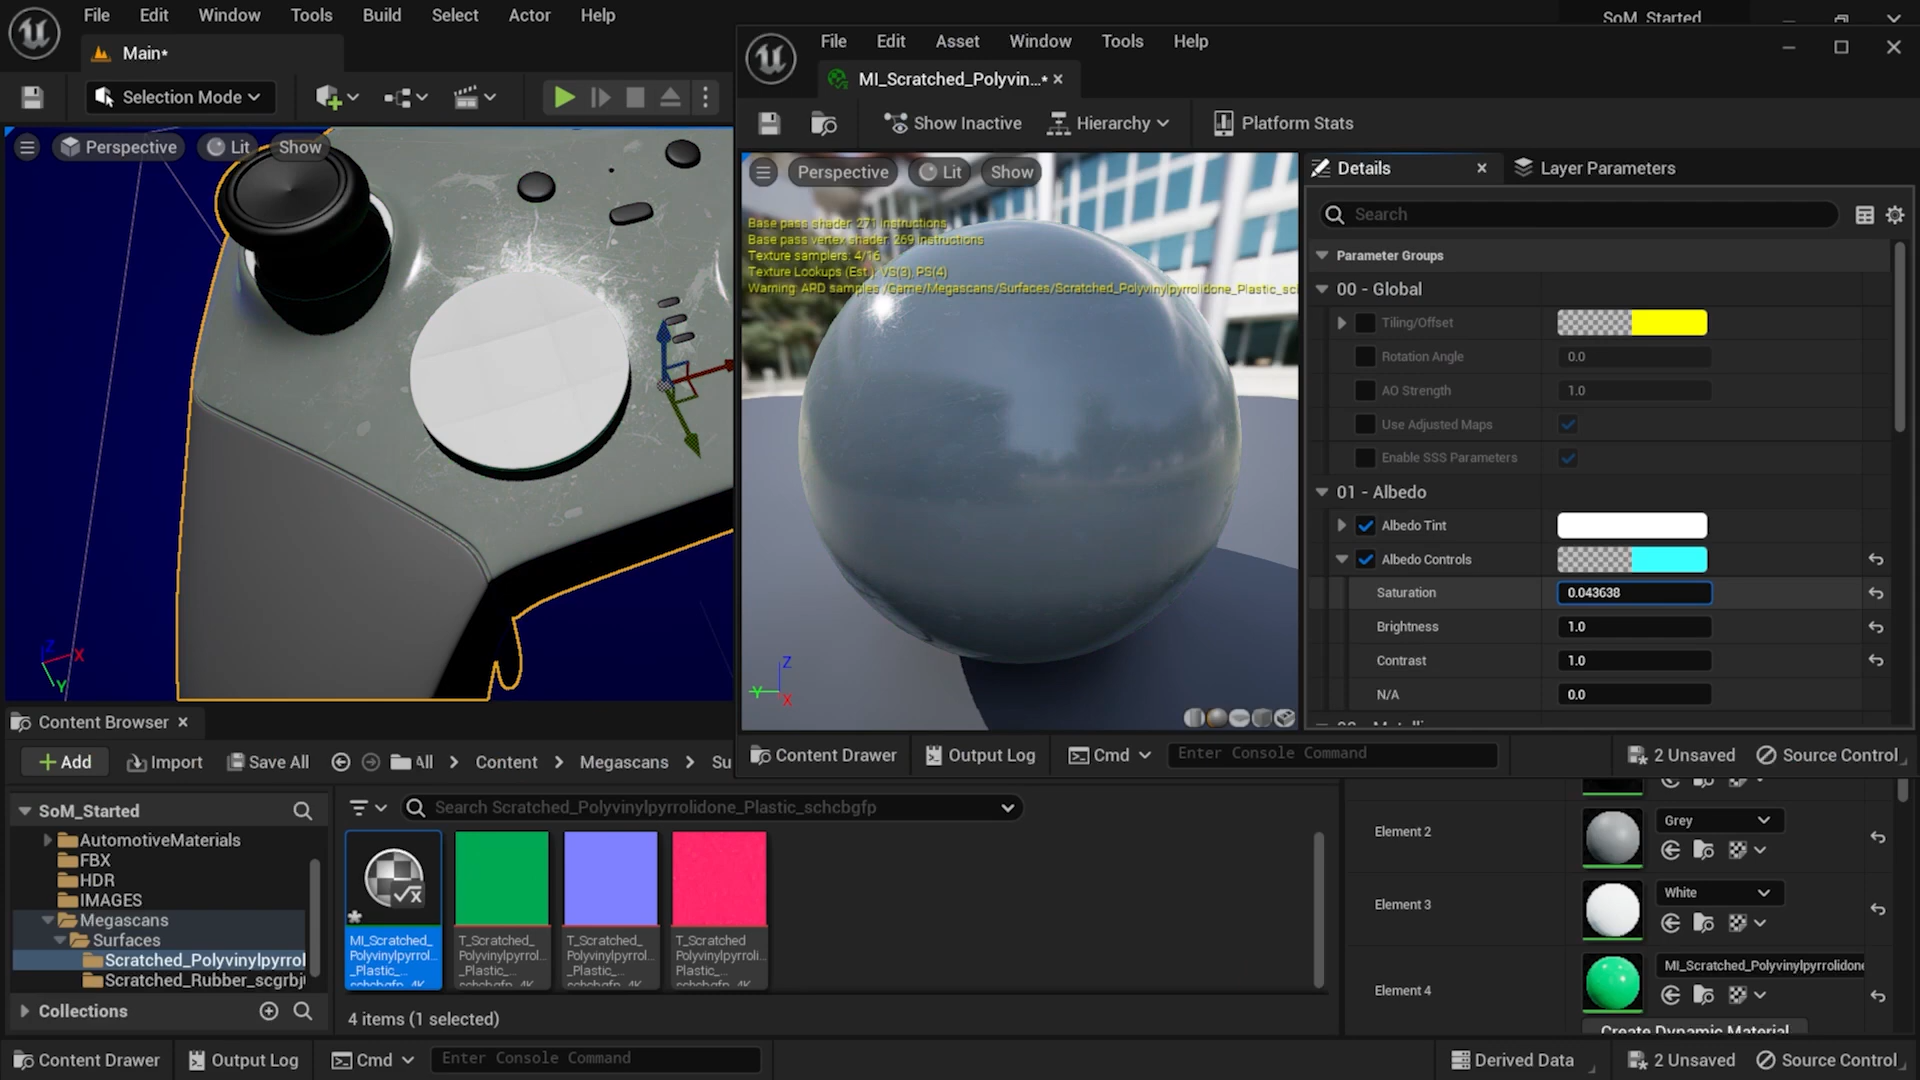 File Edit Window Tools Build Select Actor Help
SoM_Started
Main*
Selection Mode
Perspective Lit Show
File Edit Asset Window Tools Help
MI_Scratched_Polyvin...*
Show Inactive Hierarchy Platform Stats
Perspective Lit Show
Base pass shader: 271 instructions
Base pass vertex shader: 269 instructions
Texture samplers: 4/16
Texture Lookups (Est.): VS(3), PS(4)
Warning: ARD samples /Game/Megascans/Surfaces/Scratched_Polyvinylpyrrolidone_Plastic_sc
Z
Y
X
Details Layer Parameters
Search
Parameter Groups
00 - Global
Tiling/Offset
Rotation Angle 0.0
AO Strength 1.0
Use Adjusted Maps
Enable SSS Parameters
01 - Albedo
Albedo Tint
Albedo Controls
Saturation 0.043638
Brightness 1.0
Contrast 1.0
N/A 0.0
Content Drawer Output Log Cmd Enter Console Command 2 Unsaved Source Control
Z
X
Y
Content Browser
Add Import Save All All Content Megascans Su
SoM_Started
AutomotiveMaterials
FBX
HDR
IMAGES
Megascans
Surfaces
Scratched_Polyvinylpyrrol
Scratched_Rubber_scgrbj
Collections
Search Scratched_Polyvinylpyrrolidone_Plastic_schcbgfp
MI_Scratched_
Polyvinylpyrrol...
_Plastic_...
schcbgfp_4K
T_Scratched_
Polyvinylpyrrol...
_Plastic_...
schcbgfp_4K
T_Scratched_
Polyvinylpyrrol...
_Plastic_...
schcbgfp_4K
T_Scratched
Polyvinylpyrroli...
Plastic_...
schcbgfp_4K
4 items (1 selected)
Element 2 Grey
Element 3 White
Element 4 MI_Scratched_Polyvinylpyrrolidone
Create Dynamic Material
Content Drawer Output Log Cmd Enter Console Command Derived Data 2 Unsaved Source Control